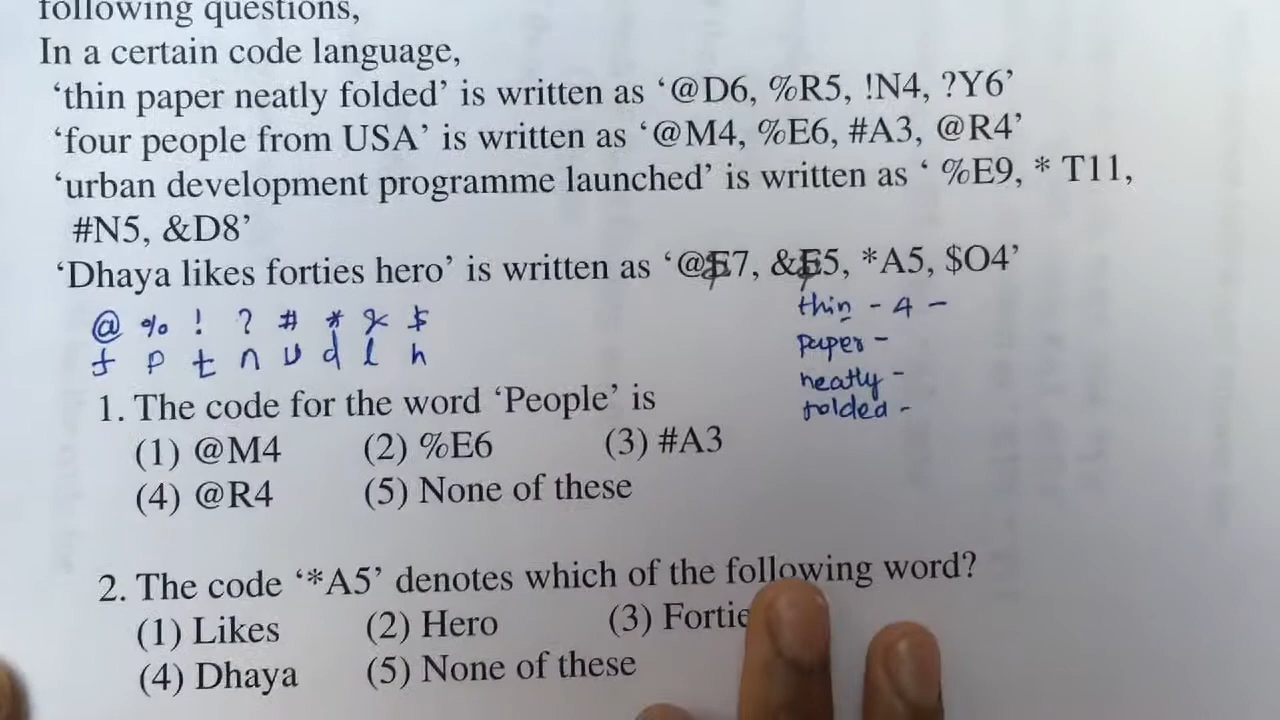 following questions,
In a certain code language,
‘thin paper neatly folded’ is written as ‘@D6, %R5, !N4, ?Y6’
‘four people from USA’ is written as ‘@M4, %E6, #A3, @R4’
‘urban development programme launched’ is written as ‘ %E9, * T11,
#N5, &D8’
‘Dhaya likes forties hero’ is written as ‘@7, &5, *A5, $O4’
@ % ! ? # * & $
f p t n u d l h
thin - 4 -
paper -
neatly -
folded -
1. The code for the word ‘People’ is
(1) @M4 (2) %E6 (3) #A3
(4) @R4 (5) None of these
2. The code ‘*A5’ denotes which of the following word?
(1) Likes (2) Hero (3) Fortie
(4) Dhaya (5) None of these